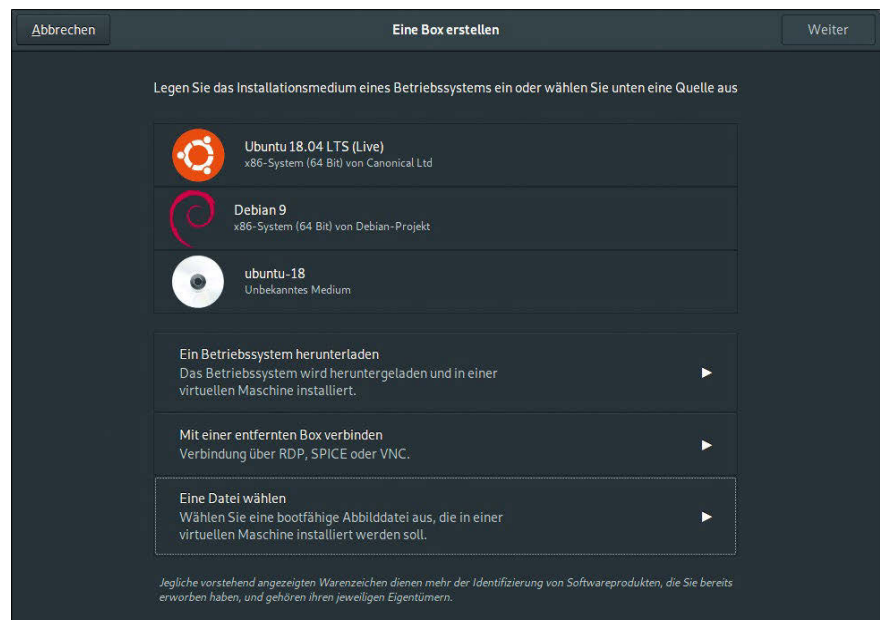 Abbrechen
Eine Box erstellen
Weiter
Legen Sie das Installationsmedium eines Betriebssystems ein oder wählen Sie unten eine Quelle aus
Ubuntu 18.04 LTS (Live)
x86-System (64 Bit) von Canonical Ltd
Debian 9
x86-System (64 Bit) von Debian-Projekt
ubuntu-18
Unbekanntes Medium
Ein Betriebssystem herunterladen
Das Betriebssystem wird heruntergeladen und in einer
virtuellen Maschine installiert.
Mit einer entfernten Box verbinden
Verbindung über RDP, SPICE oder VNC.
Eine Datei wählen
Wählen Sie eine bootfähige Abbilddatei aus, die in einer
virtuellen Maschine installiert werden soll.
Jegliche vorstehend angezeigten Warenzeichen dienen mehr der Identifizierung von Softwareprodukten, die Sie bereits
erworben haben, und gehören ihren jeweiligen Eigentümern.